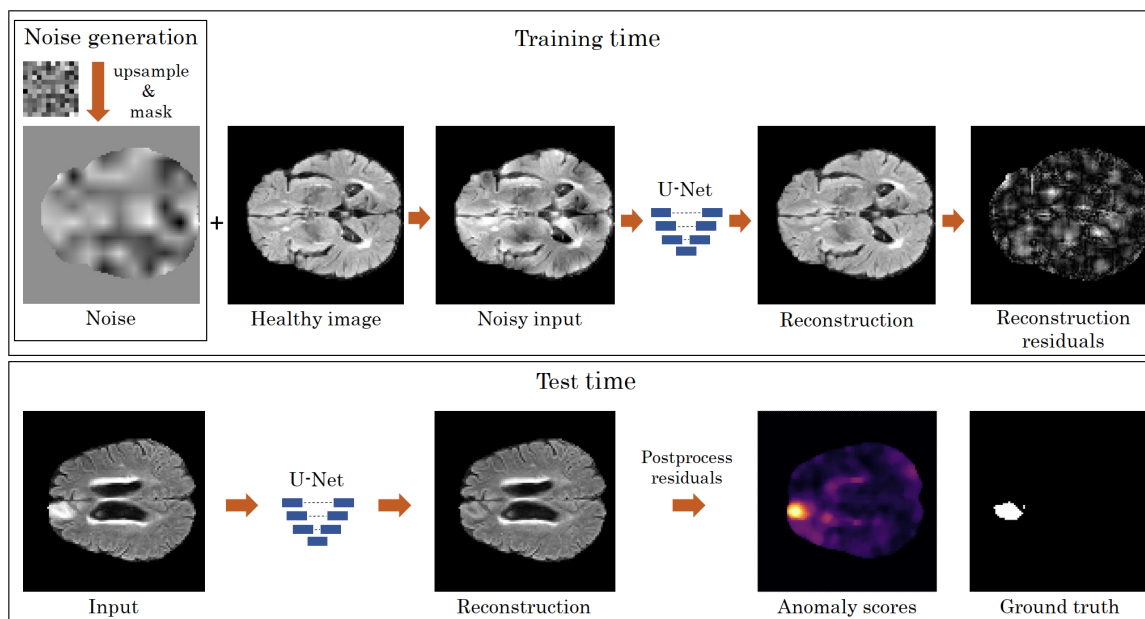 Noise generation
Training time
upsample
&
mask
+
U-Net
Noise
Healthy image
Noisy input
Reconstruction
Reconstruction
residuals
Test time
U-Net
Postprocess
residuals
Input
Reconstruction
Anomaly scores
Ground truth